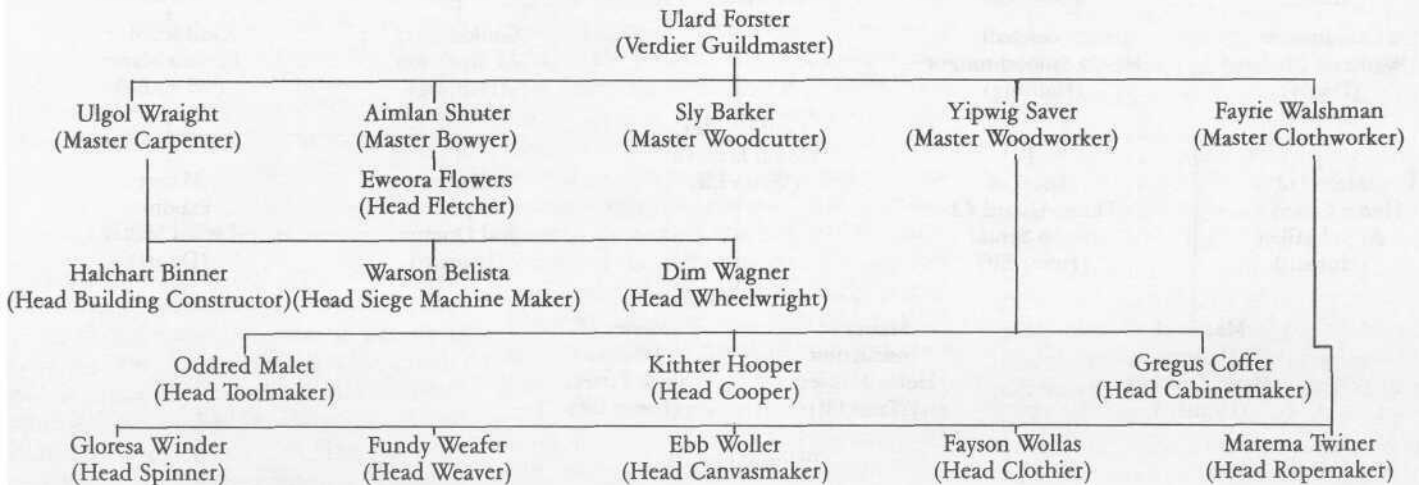 Ulard Forster
(Verdier Guildmaster)
Ulgol Wraight
(Master Carpenter)
Aimlan Shuter
(Master Bowyer)
Sly Barker
(Master Woodcutter)
Yipwig Saver
(Master Woodworker)
Fayrie Walshman
(Master Clothworker)
Eweora Flowers
(Head Fletcher)
Halchart Binner
(Head Building Constructor)
Warson Belista
(Head Siege Machine Maker)
Dim Wagner
(Head Wheelwright)
Oddred Malet
(Head Toolmaker)
Kithter Hooper
(Head Cooper)
Gregus Coffer
(Head Cabinetmaker)
Gloresa Winder
(Head Spinner)
Fundy Weafer
(Head Weaver)
Ebb Woller
(Head Canvasmaker)
Fayson Wollas
(Head Clothier)
Marema Twiner
(Head Ropemaker)